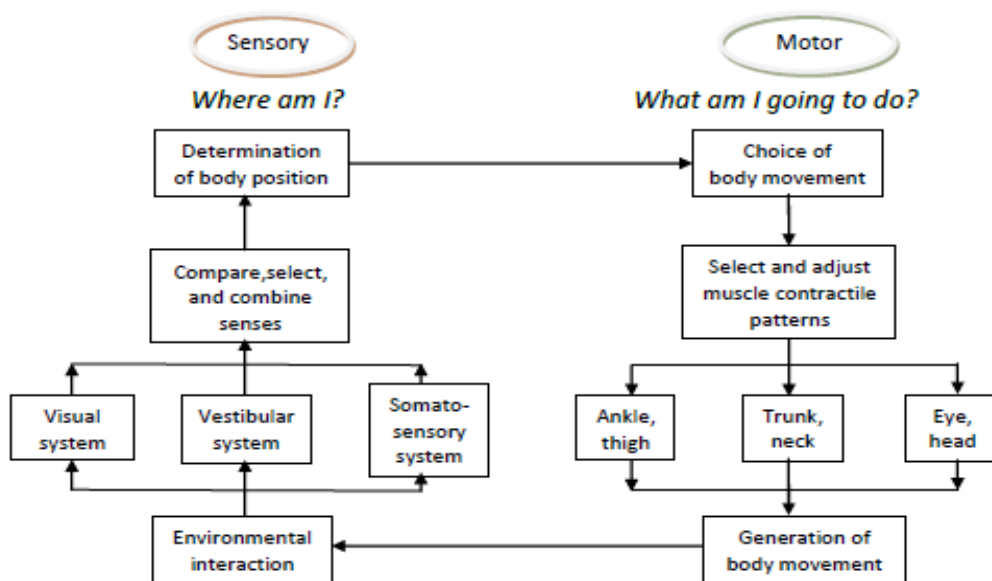 Sensory
Motor
Where am I?
What am I going to do?
Determination
of body position
Choice of
body movement
Compare,select,
and combine
senses
Select and adjust
muscle contractile
patterns
Visual
system
Vestibular
system
Somato-
sensory
system
Ankle,
thigh
Trunk,
neck
Eye,
head
Environmental
interaction
Generation of
body movement